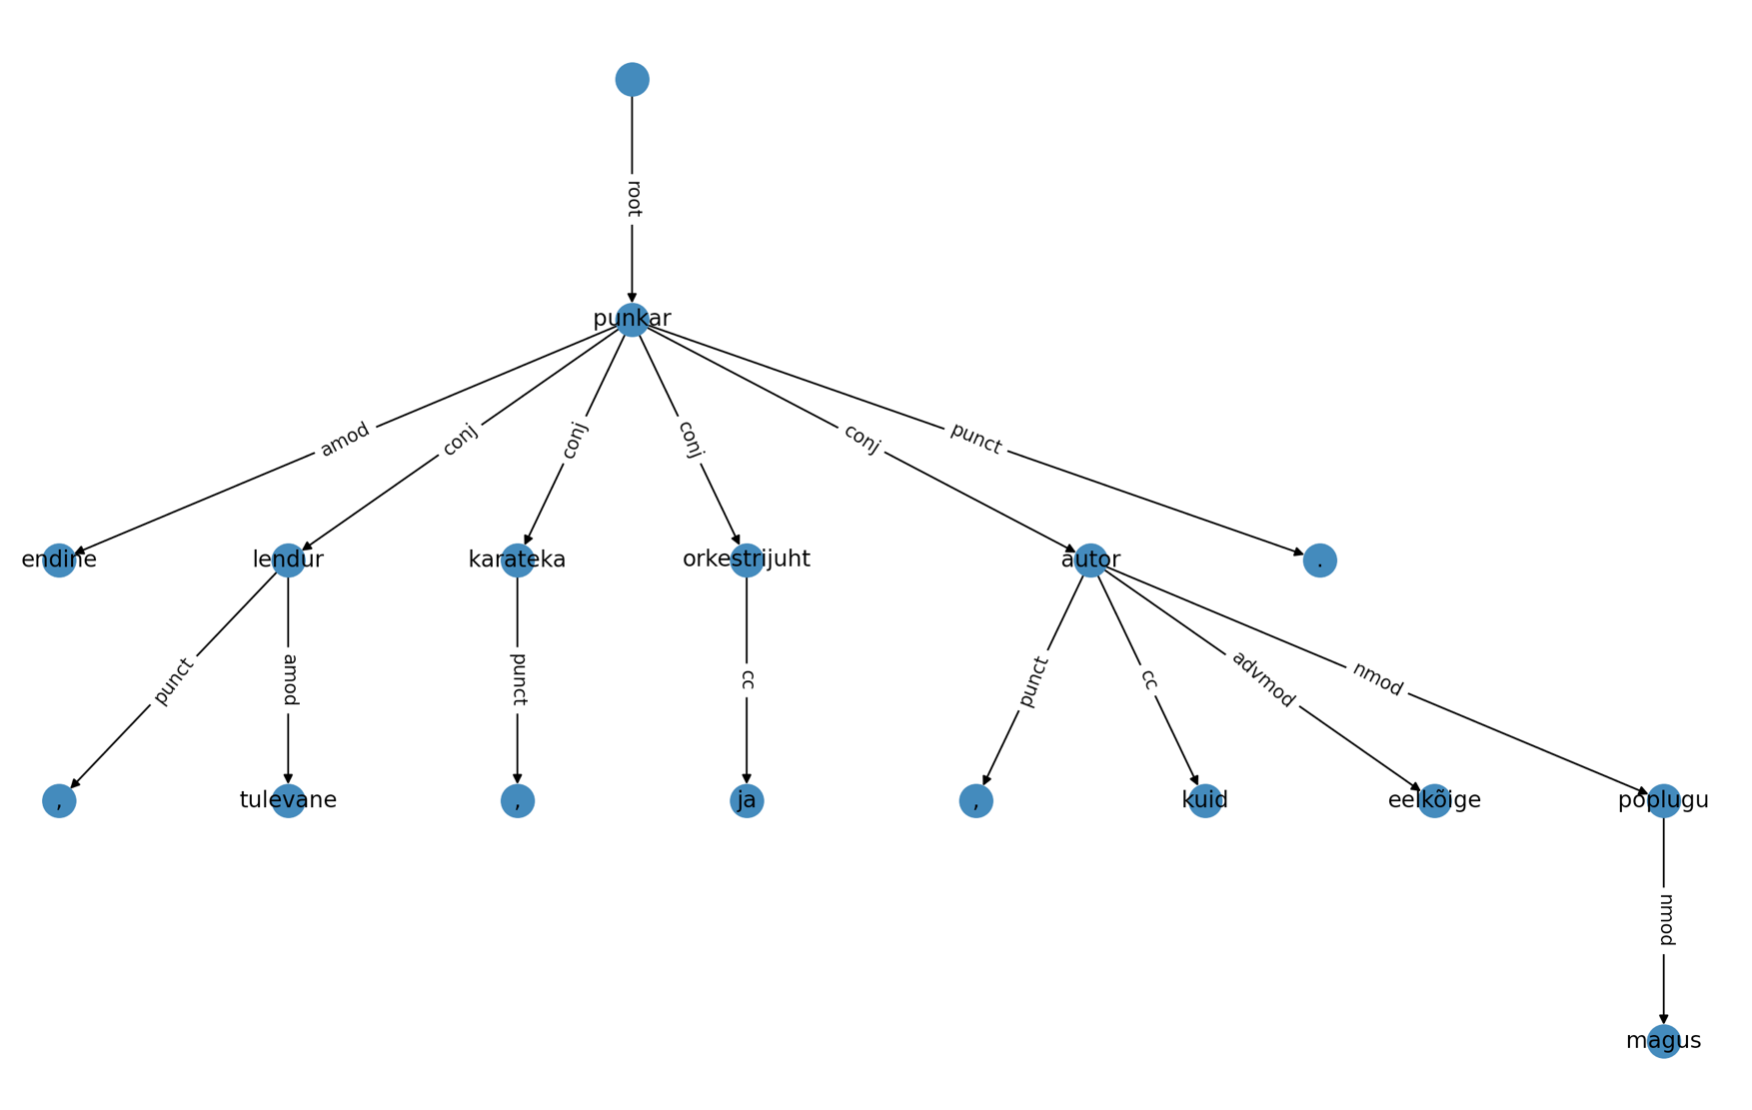 root
punkar
amod
conj
conj
conj
conj
punct
endine
lendur
karateka
orkestrijuht
autor
.
punct
amod
punct
cc
punct
cc
advmod
nmod
,
tulevane
,
ja
,
kuid
eelkõige
poplugu
nmod
magus